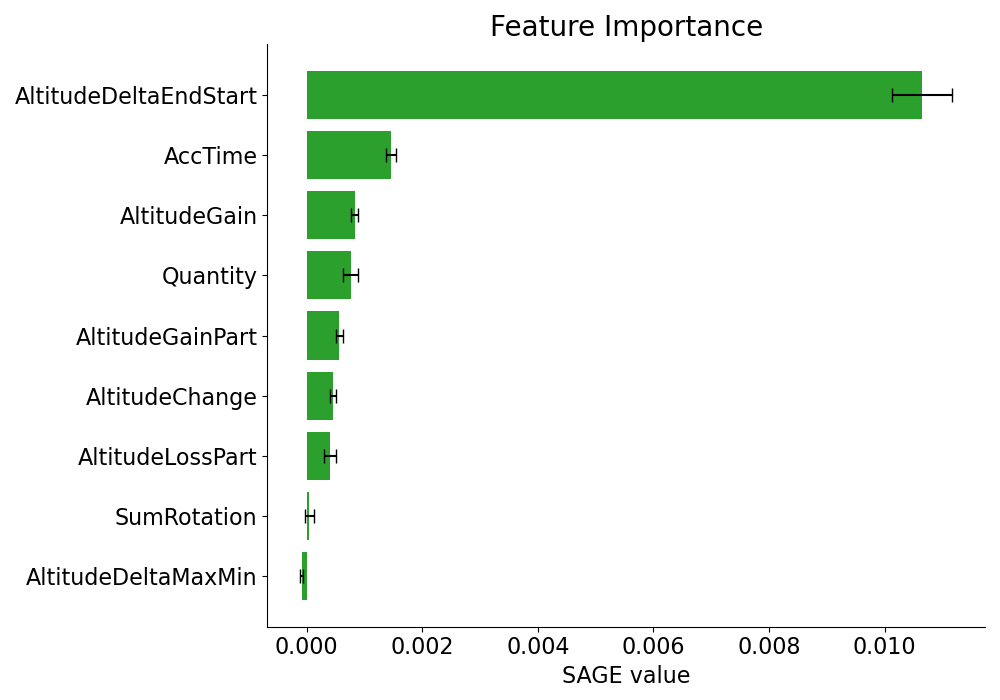 Feature Importance
AltitudeDeltaEndStart
AccTime
AltitudeGain
Quantity
AltitudeGainPart
AltitudeChange
AltitudeLossPart
SumRotation
AltitudeDeltaMaxMin
0.000 0.002 0.004 0.006 0.008 0.010
SAGE value